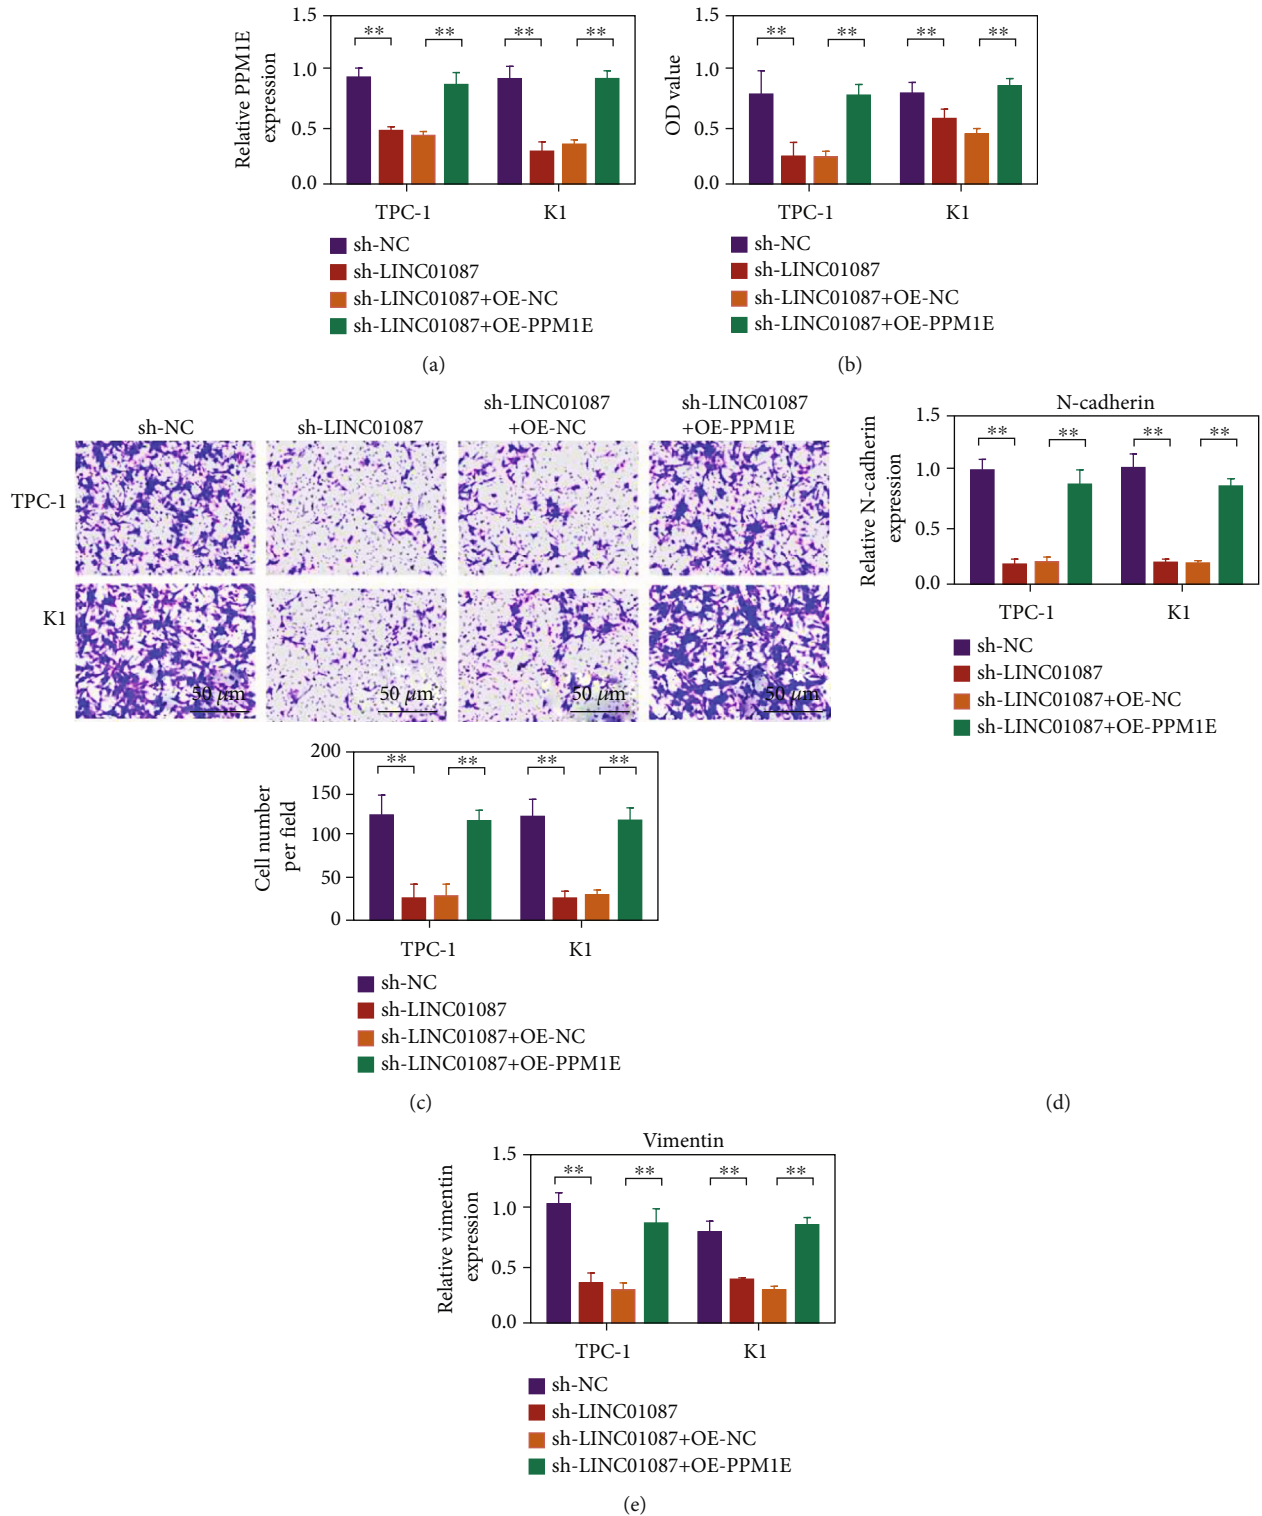 Relative PPM1E
expression
1.5
1.0
0.5
0.0
**
**
**
**
TPC-1
K1
sh-NC
sh-LINC01087
sh-LINC01087+OE-NC
sh-LINC01087+OE-PPM1E
(a)
OD value
1.5
1.0
0.5
0.0
**
**
**
**
TPC-1
K1
sh-NC
sh-LINC01087
sh-LINC01087+OE-NC
sh-LINC01087+OE-PPM1E
(b)
sh-NC
sh-LINC01087
sh-LINC01087
+OE-NC
sh-LINC01087
+OE-PPM1E
TPC-1
K1
50 μm
50 μm
50 μm
50 μm
Cell number
per field
200
150
100
50
0
**
**
**
**
TPC-1
K1
sh-NC
sh-LINC01087
sh-LINC01087+OE-NC
sh-LINC01087+OE-PPM1E
(c)
N-cadherin
Relative N-cadherin
expression
1.5
1.0
0.5
0.0
**
**
**
**
TPC-1
K1
sh-NC
sh-LINC01087
sh-LINC01087+OE-NC
sh-LINC01087+OE-PPM1E
(d)
Vimentin
Relative vimentin
expression
1.5
1.0
0.5
0.0
**
**
**
**
TPC-1
K1
sh-NC
sh-LINC01087
sh-LINC01087+OE-NC
sh-LINC01087+OE-PPM1E
(e)